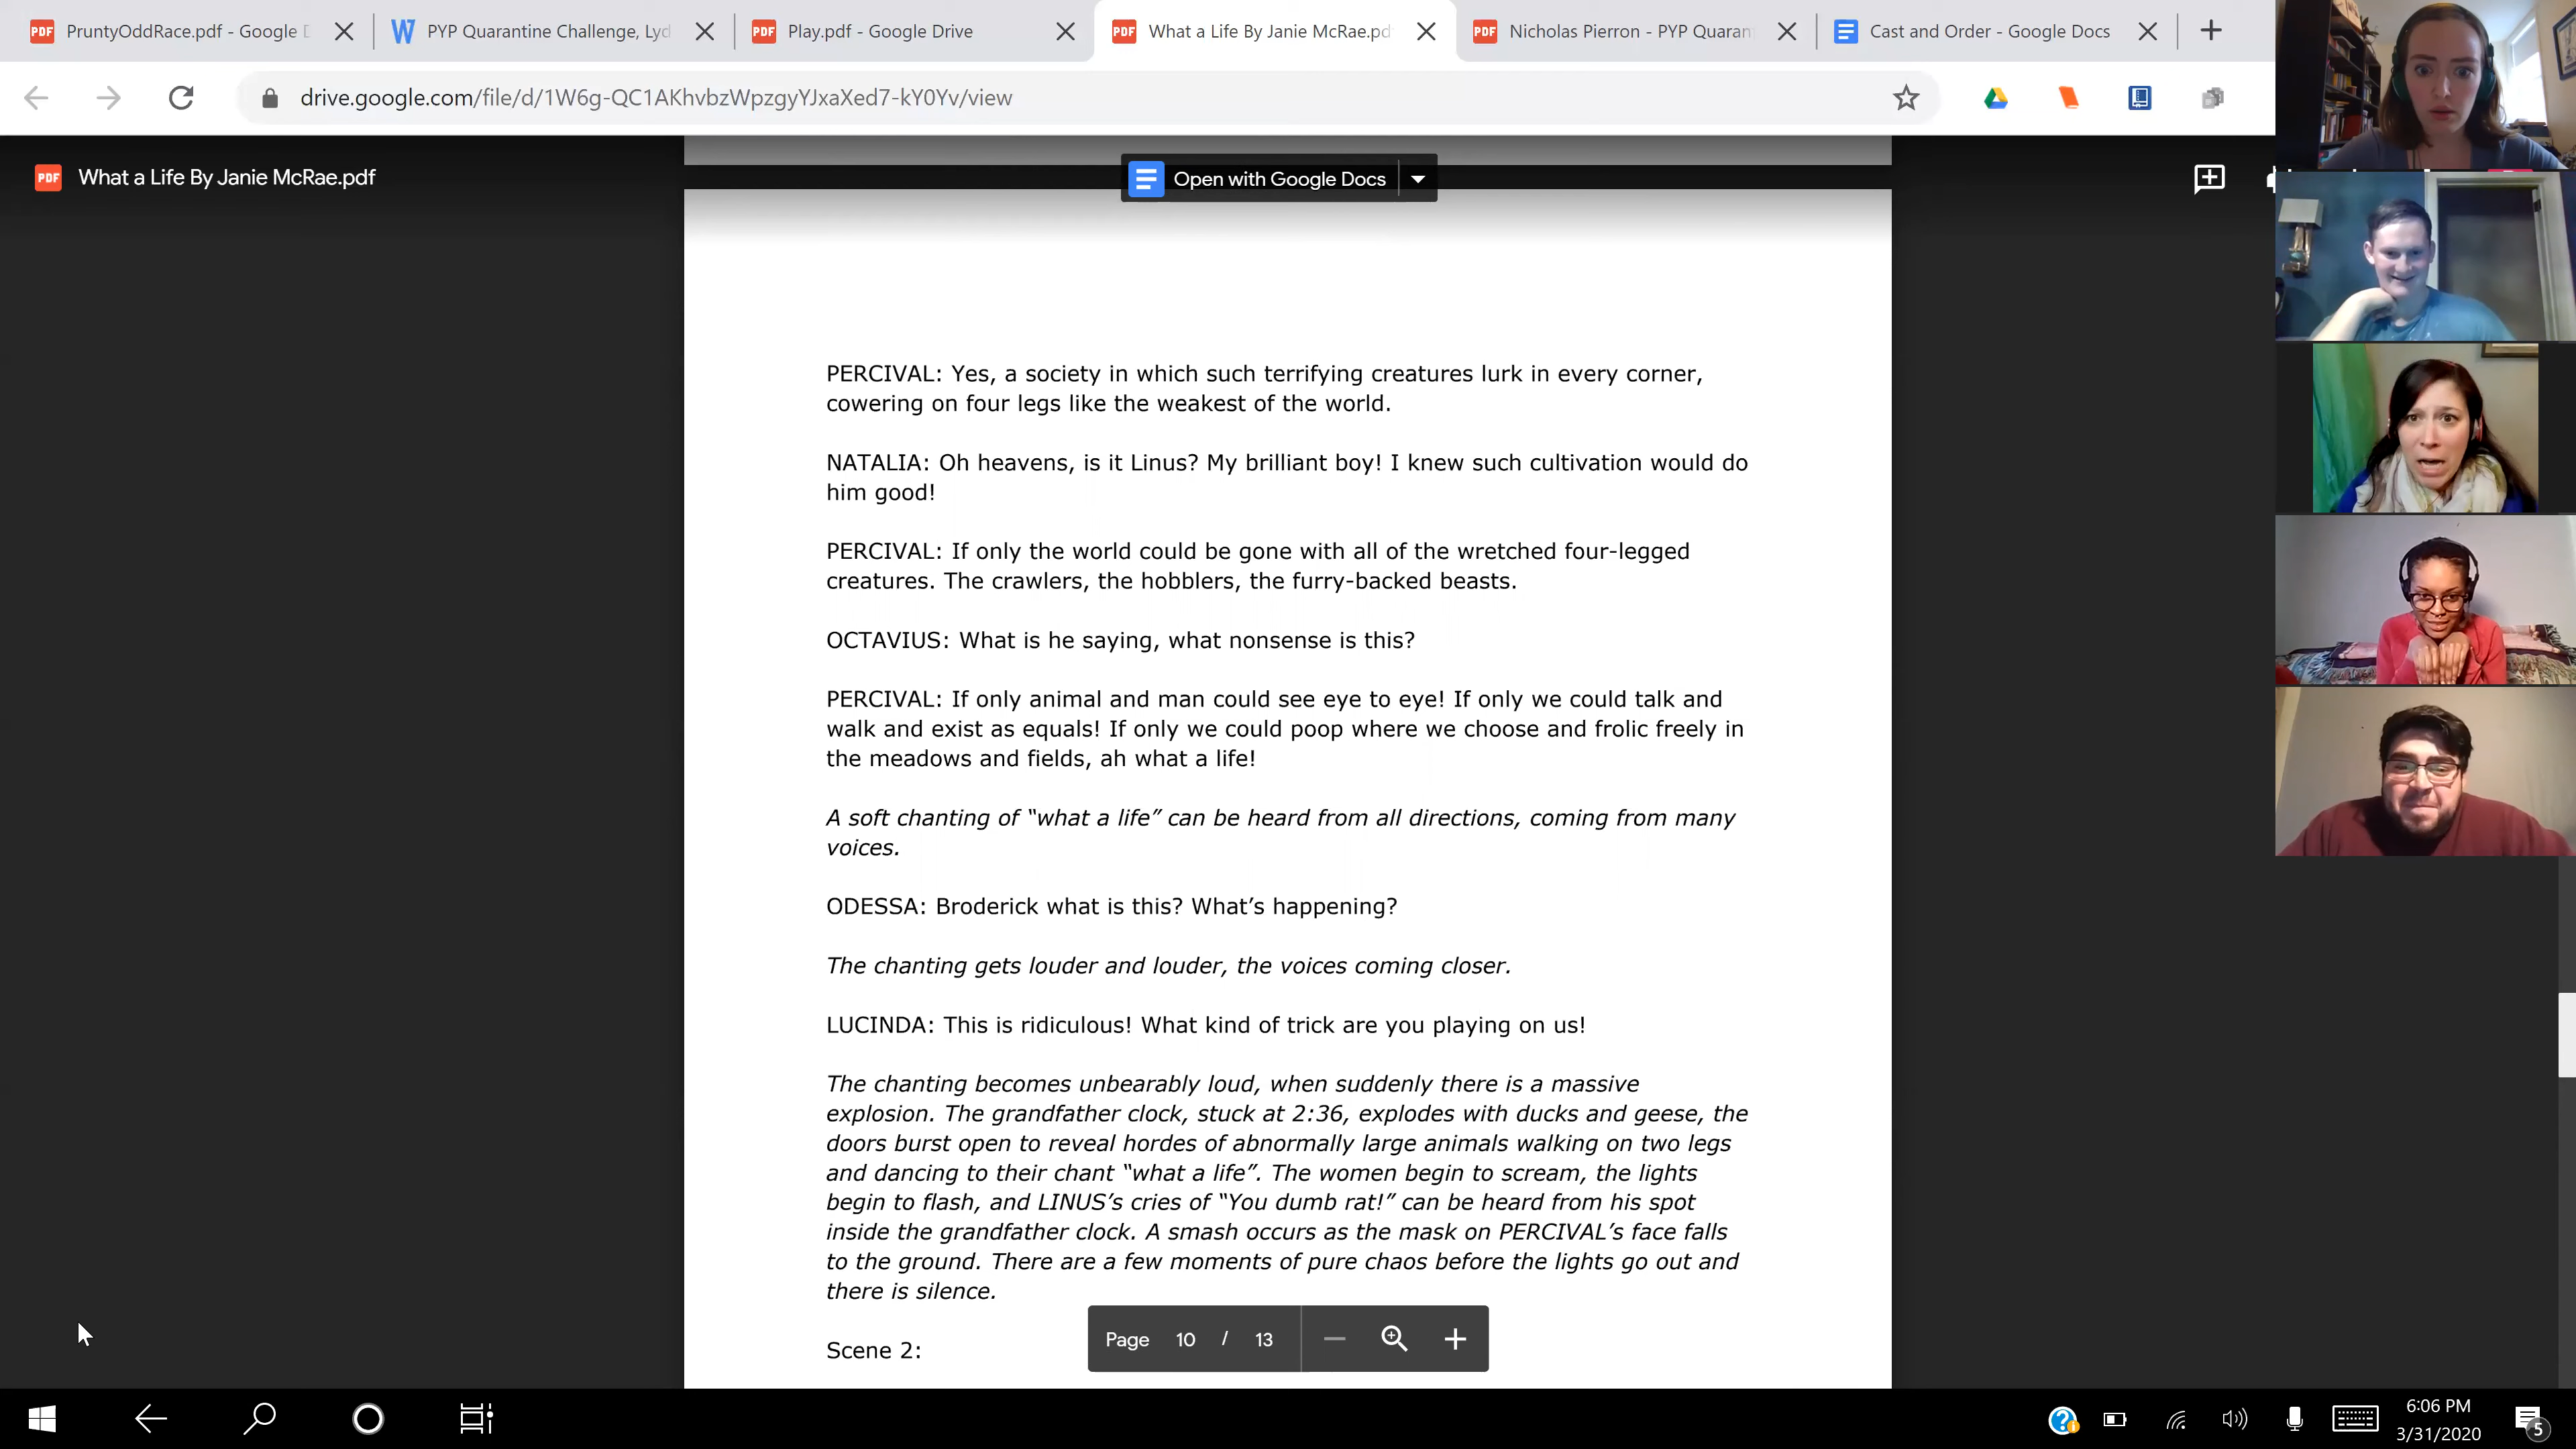 PruntyOddRace.pdf - Google D
PYP Quarantine Challenge, Lyd
Play.pdf - Google Drive
What a Life By Janie McRae.pd
Nicholas Pierron - PYP Quaran
Cast and Order - Google Docs
drive.google.com/file/d/1W6g-QC1AKhvbzWpzgyYJxaXed7-kY0Yv/view
PDF What a Life By Janie McRae.pdf
Open with Google Docs
PERCIVAL: Yes, a society in which such terrifying creatures lurk in every corner,
cowering on four legs like the weakest of the world.
NATALIA: Oh heavens, is it Linus? My brilliant boy! I knew such cultivation would do
him good!
PERCIVAL: If only the world could be gone with all of the wretched four-legged
creatures. The crawlers, the hobblers, the furry-backed beasts.
OCTAVIUS: What is he saying, what nonsense is this?
PERCIVAL: If only animal and man could see eye to eye! If only we could talk and
walk and exist as equals! If only we could poop where we choose and frolic freely in
the meadows and fields, ah what a life!
A soft chanting of “what a life” can be heard from all directions, coming from many
voices.
ODESSA: Broderick what is this? What’s happening?
The chanting gets louder and louder, the voices coming closer.
LUCINDA: This is ridiculous! What kind of trick are you playing on us!
The chanting becomes unbearably loud, when suddenly there is a massive
explosion. The grandfather clock, stuck at 2:36, explodes with ducks and geese, the
doors burst open to reveal hordes of abnormally large animals walking on two legs
and dancing to their chant “what a life”. The women begin to scream, the lights
begin to flash, and LINUS’s cries of “You dumb rat!” can be heard from his spot
inside the grandfather clock. A smash occurs as the mask on PERCIVAL’s face falls
to the ground. There are a few moments of pure chaos before the lights go out and
there is silence.
Scene 2:
Page 10 / 13
6:06 PM
3/31/2020
5